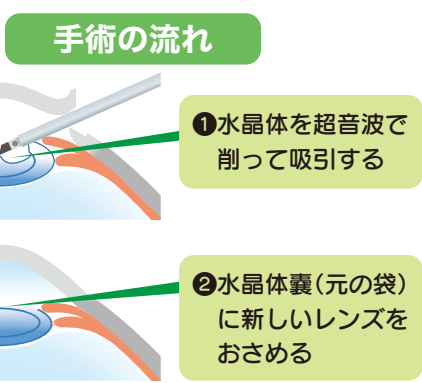 手術の流れ
❶水晶体を超音波で
削って吸引する
❷水晶体嚢(元の袋)
に新しいレンズを
おさめる